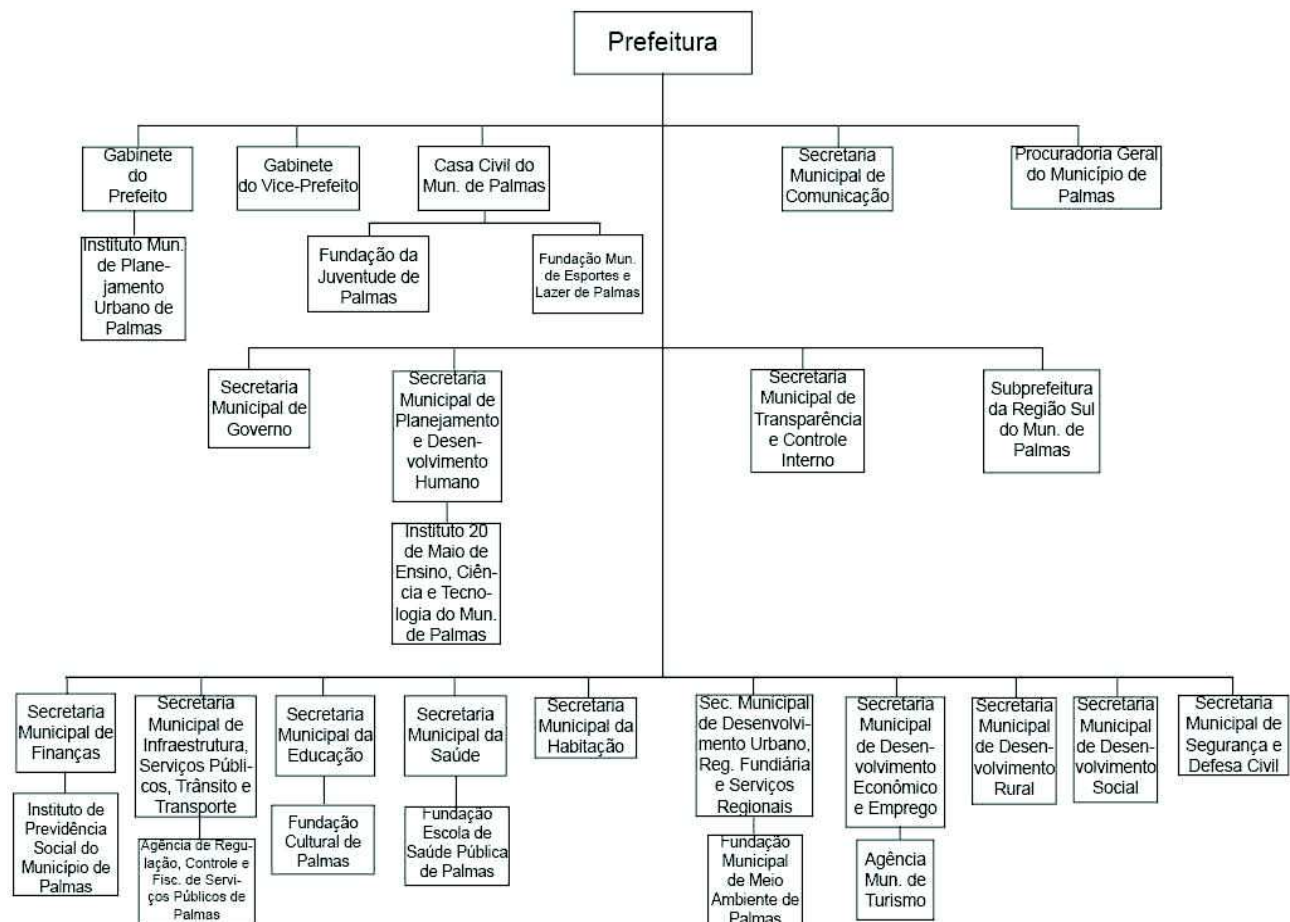 Prefeitura
Gabinete
do
Prefeito
Gabinete
do Vice-Prefeito
Casa Civil do
Mun. de Palmas
Secretaria
Municipal de
Comunicação
Procuradoria Geral
do Município de
Palmas
Instituto Mun.
de Plane-
jamento
Urbano de
Palmas
Fundação da
Juventude de
Palmas
Fundação Mun.
de Esportes e
Lazer de Palmas
Secretaria
Municipal de
Governo
Secretaria
Municipal de
Planejamento
e Desen-
volvimento
Humano
Secretaria
Municipal de
Transparência
e Controle
Interno
Subprefeitura
da Região Sul
do Mun. de
Palmas
Instituto 20
de Maio de
Ensino, Ciên-
cia e Tecno-
logia do Mun.
de Palmas
Secretaria
Municipal de
Finanças
Secretaria
Municipal de
Infraestrutura,
Serviços Públi-
cos, Trânsito e
Transporte
Secretaria
Municipal da
Educação
Secretaria
Municipal da
Saúde
Secretaria
Municipal da
Habitação
Sec. Municipal
de Desenvolvi-
mento Urbano,
Reg. Fundiária
e Serviços
Regionais
Secretaria
Municipal
de Desen-
volvimento
Econômico
e Emprego
Secretaria
Municipal
de Desen-
volvimento
Rural
Secretaria
Municipal
de Desen-
volvimento
Social
Secretaria
Municipal de
Segurança e
Defesa Civil
Instituto de
Previdência
Social do
Município de
Palmas
Agência de Regu-
lação, Controle e
Fisc. de Servi-
ços Públicos de
Palmas
Fundação
Cultural de
Palmas
Fundação
Escola de
Saúde Pública
de Palmas
Fundação
Municipal
de Meio
Ambiente de
Palmas
Agência
Mun. de
Turismo